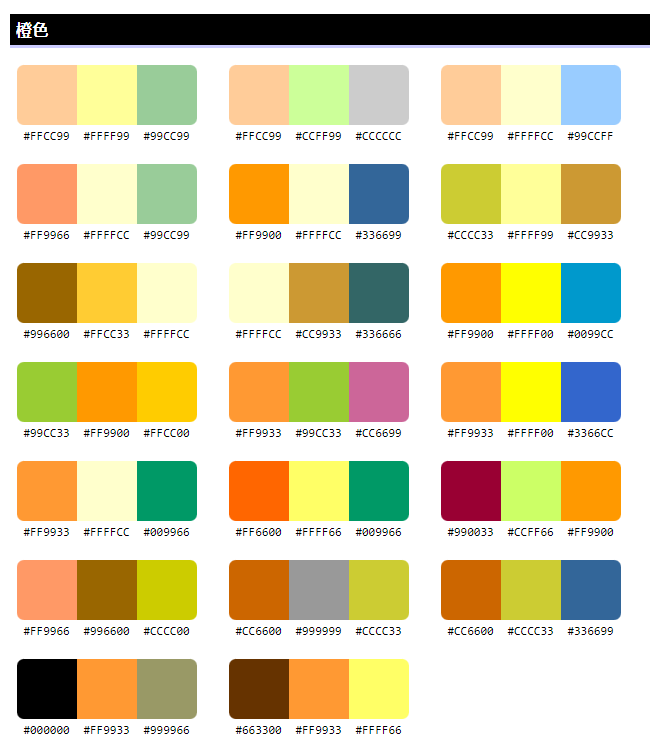 橙色
#FFCC99 #FFFF99 #99CC99 #FFCC99 #CCFF99 #CCCCCC #FFCC99 #FFFFCC #99CCFF
#FF9966 #FFFFCC #99CC99 #FF9900 #FFFFCC #336699 #CCCC33 #FFFF99 #CC9933
#996600 #FFCC33 #FFFFCC #FFFFCC #CC9933 #336666 #FF9900 #FFFF00 #0099CC
#99CC33 #FF9900 #FFCC00 #FF9933 #99CC33 #CC6699 #FF9933 #FFFF00 #3366CC
#FF9933 #FFFFCC #009966 #FF6600 #FFFF66 #009966 #990033 #CCFF66 #FF9900
#FF9966 #996600 #CCCC00 #CC6600 #999999 #CCCC33 #CC6600 #CCCC33 #336699
#000000 #FF9933 #999966 #663300 #FF9933 #FFFF66